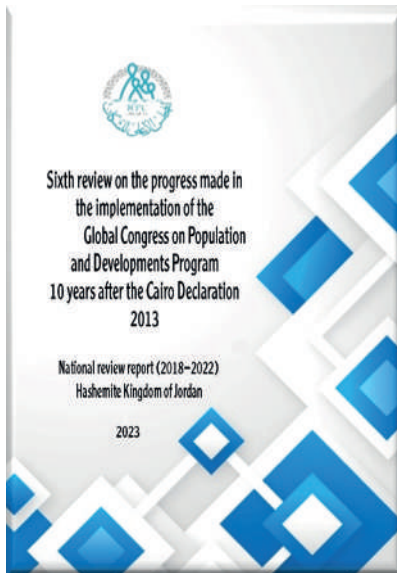 Sixth review on the progress made in
the implementation of the
Global Congress on Population
and Developments Program
10 years after the Cairo Declaration
2013
National review report (2018-2022)
Hashemite Kingdom of Jordan
2023